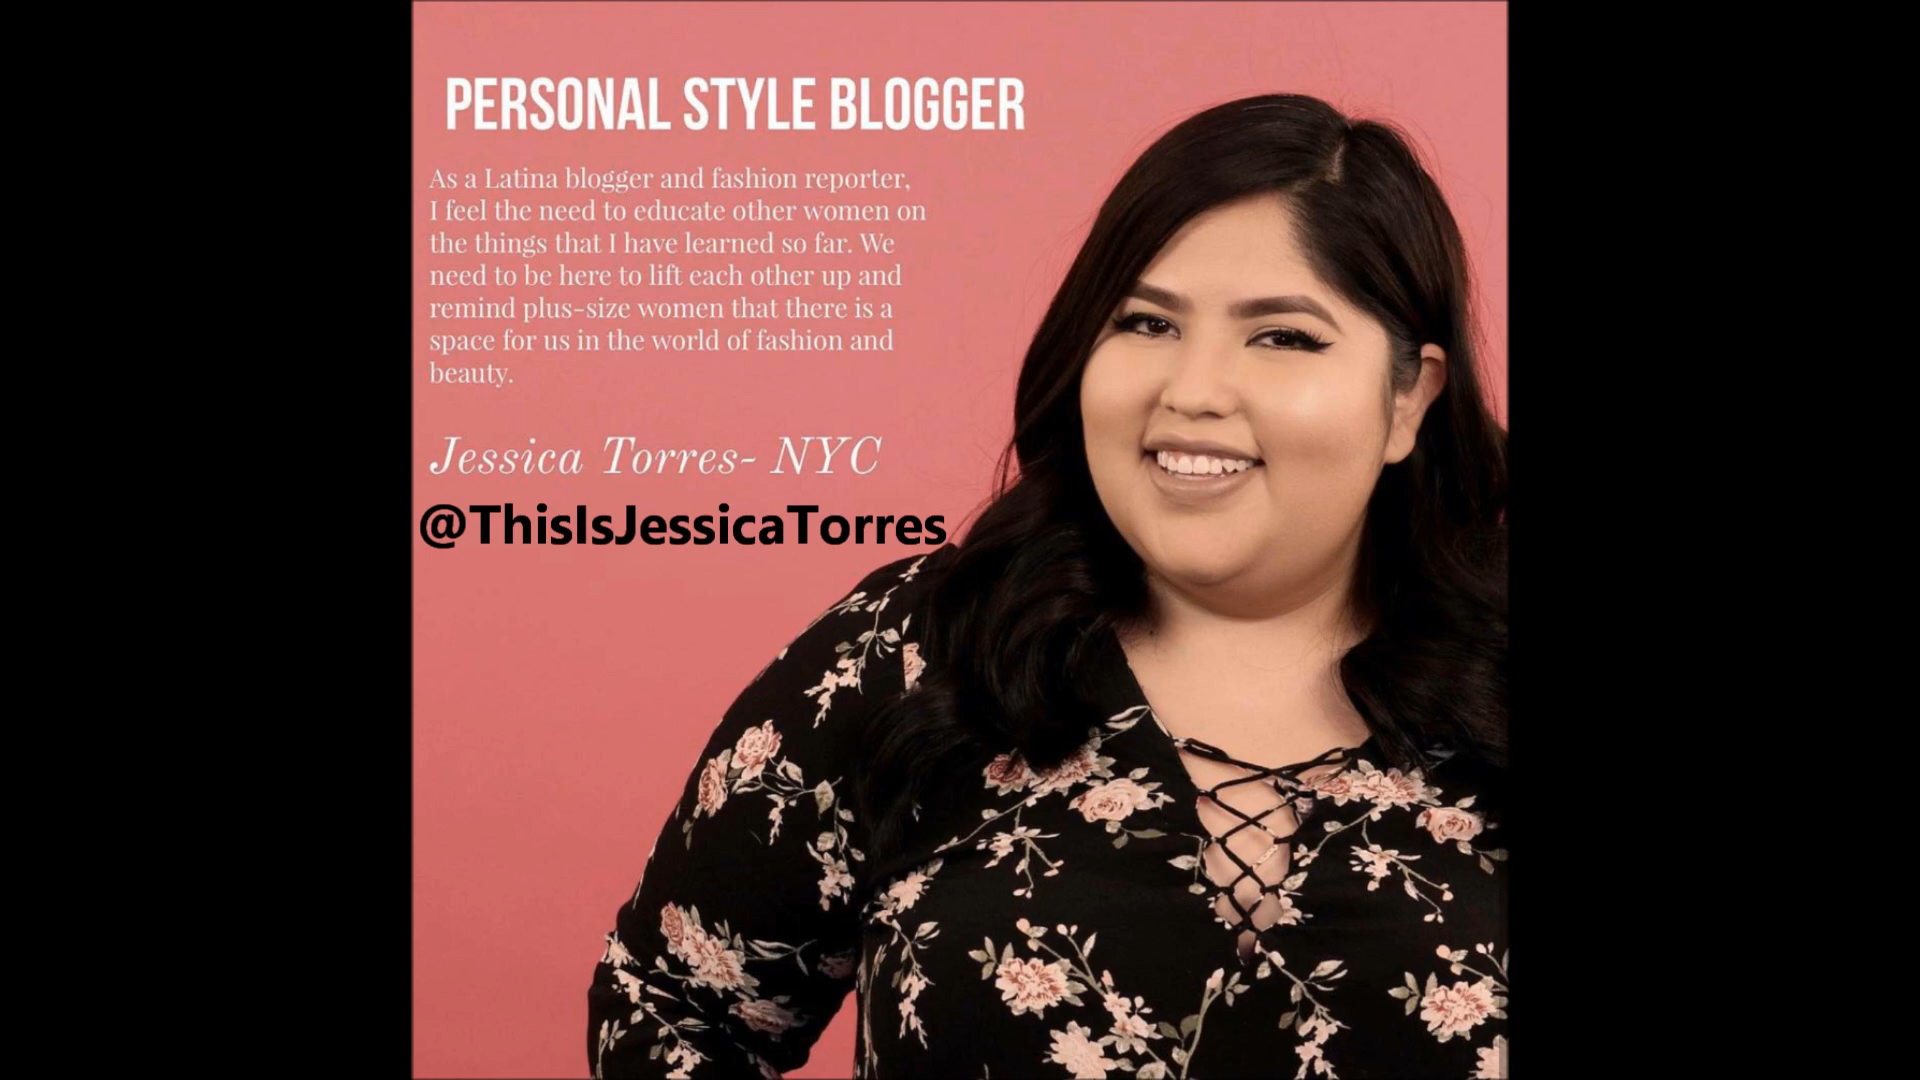 PERSONAL STYLE BLOGGER
As a Latina blogger and fashion reporter,
I feel the need to educate other women on
the things that I have learned so far. We
need to be here to lift each other up and
remind plus-size women that there is a
space for us in the world of fashion and
beauty.
Jessica Torres- NYC
@ThisIsJessicaTorres